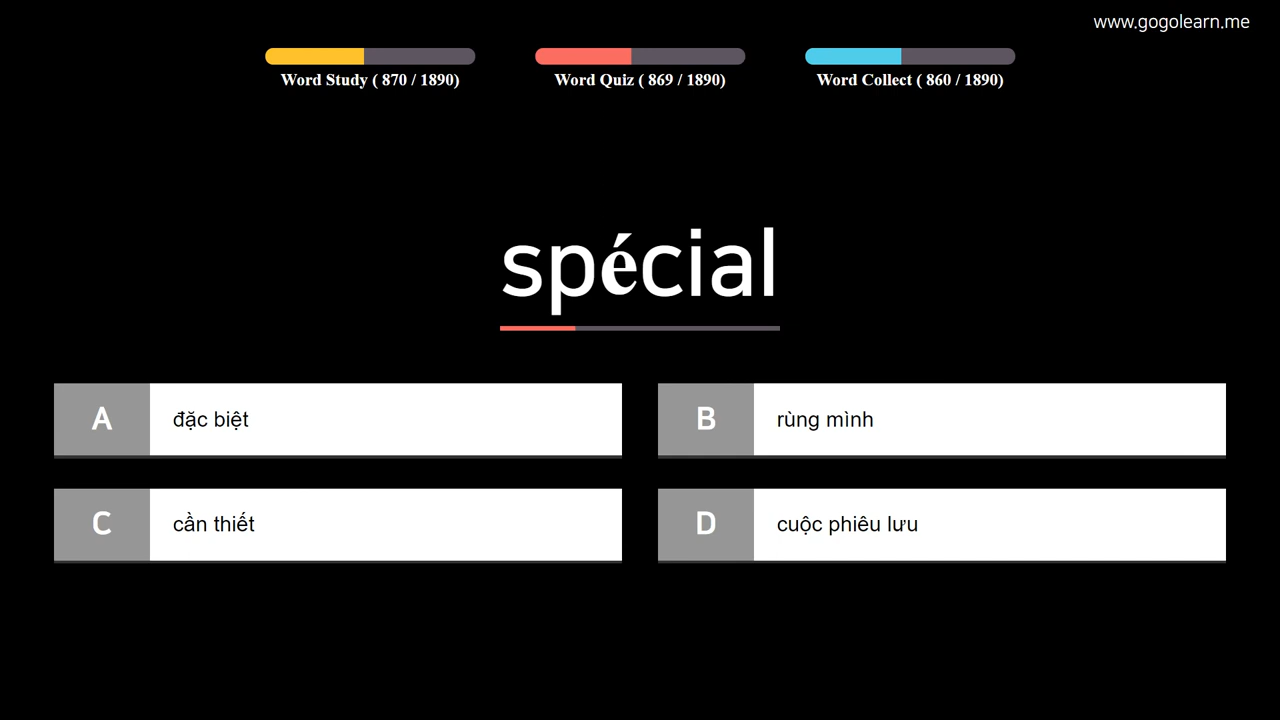 www.gogolearn.me
Word Study ( 870 / 1890)
Word Quiz ( 869 / 1890)
Word Collect ( 860 / 1890)
spécial
A đặc biệt
B rùng mình
C cần thiết
D cuộc phiêu lưu